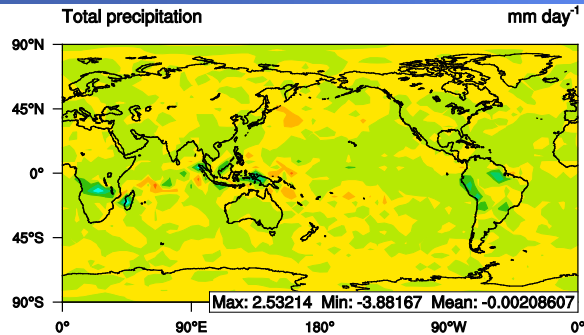 Total precipitation mm day-1
90°N
45°N
0°
45°S
90°S
Max: 2.53214 Min: -3.88167 Mean: -0.00208607
0° 90°E 180° 90°W 0°